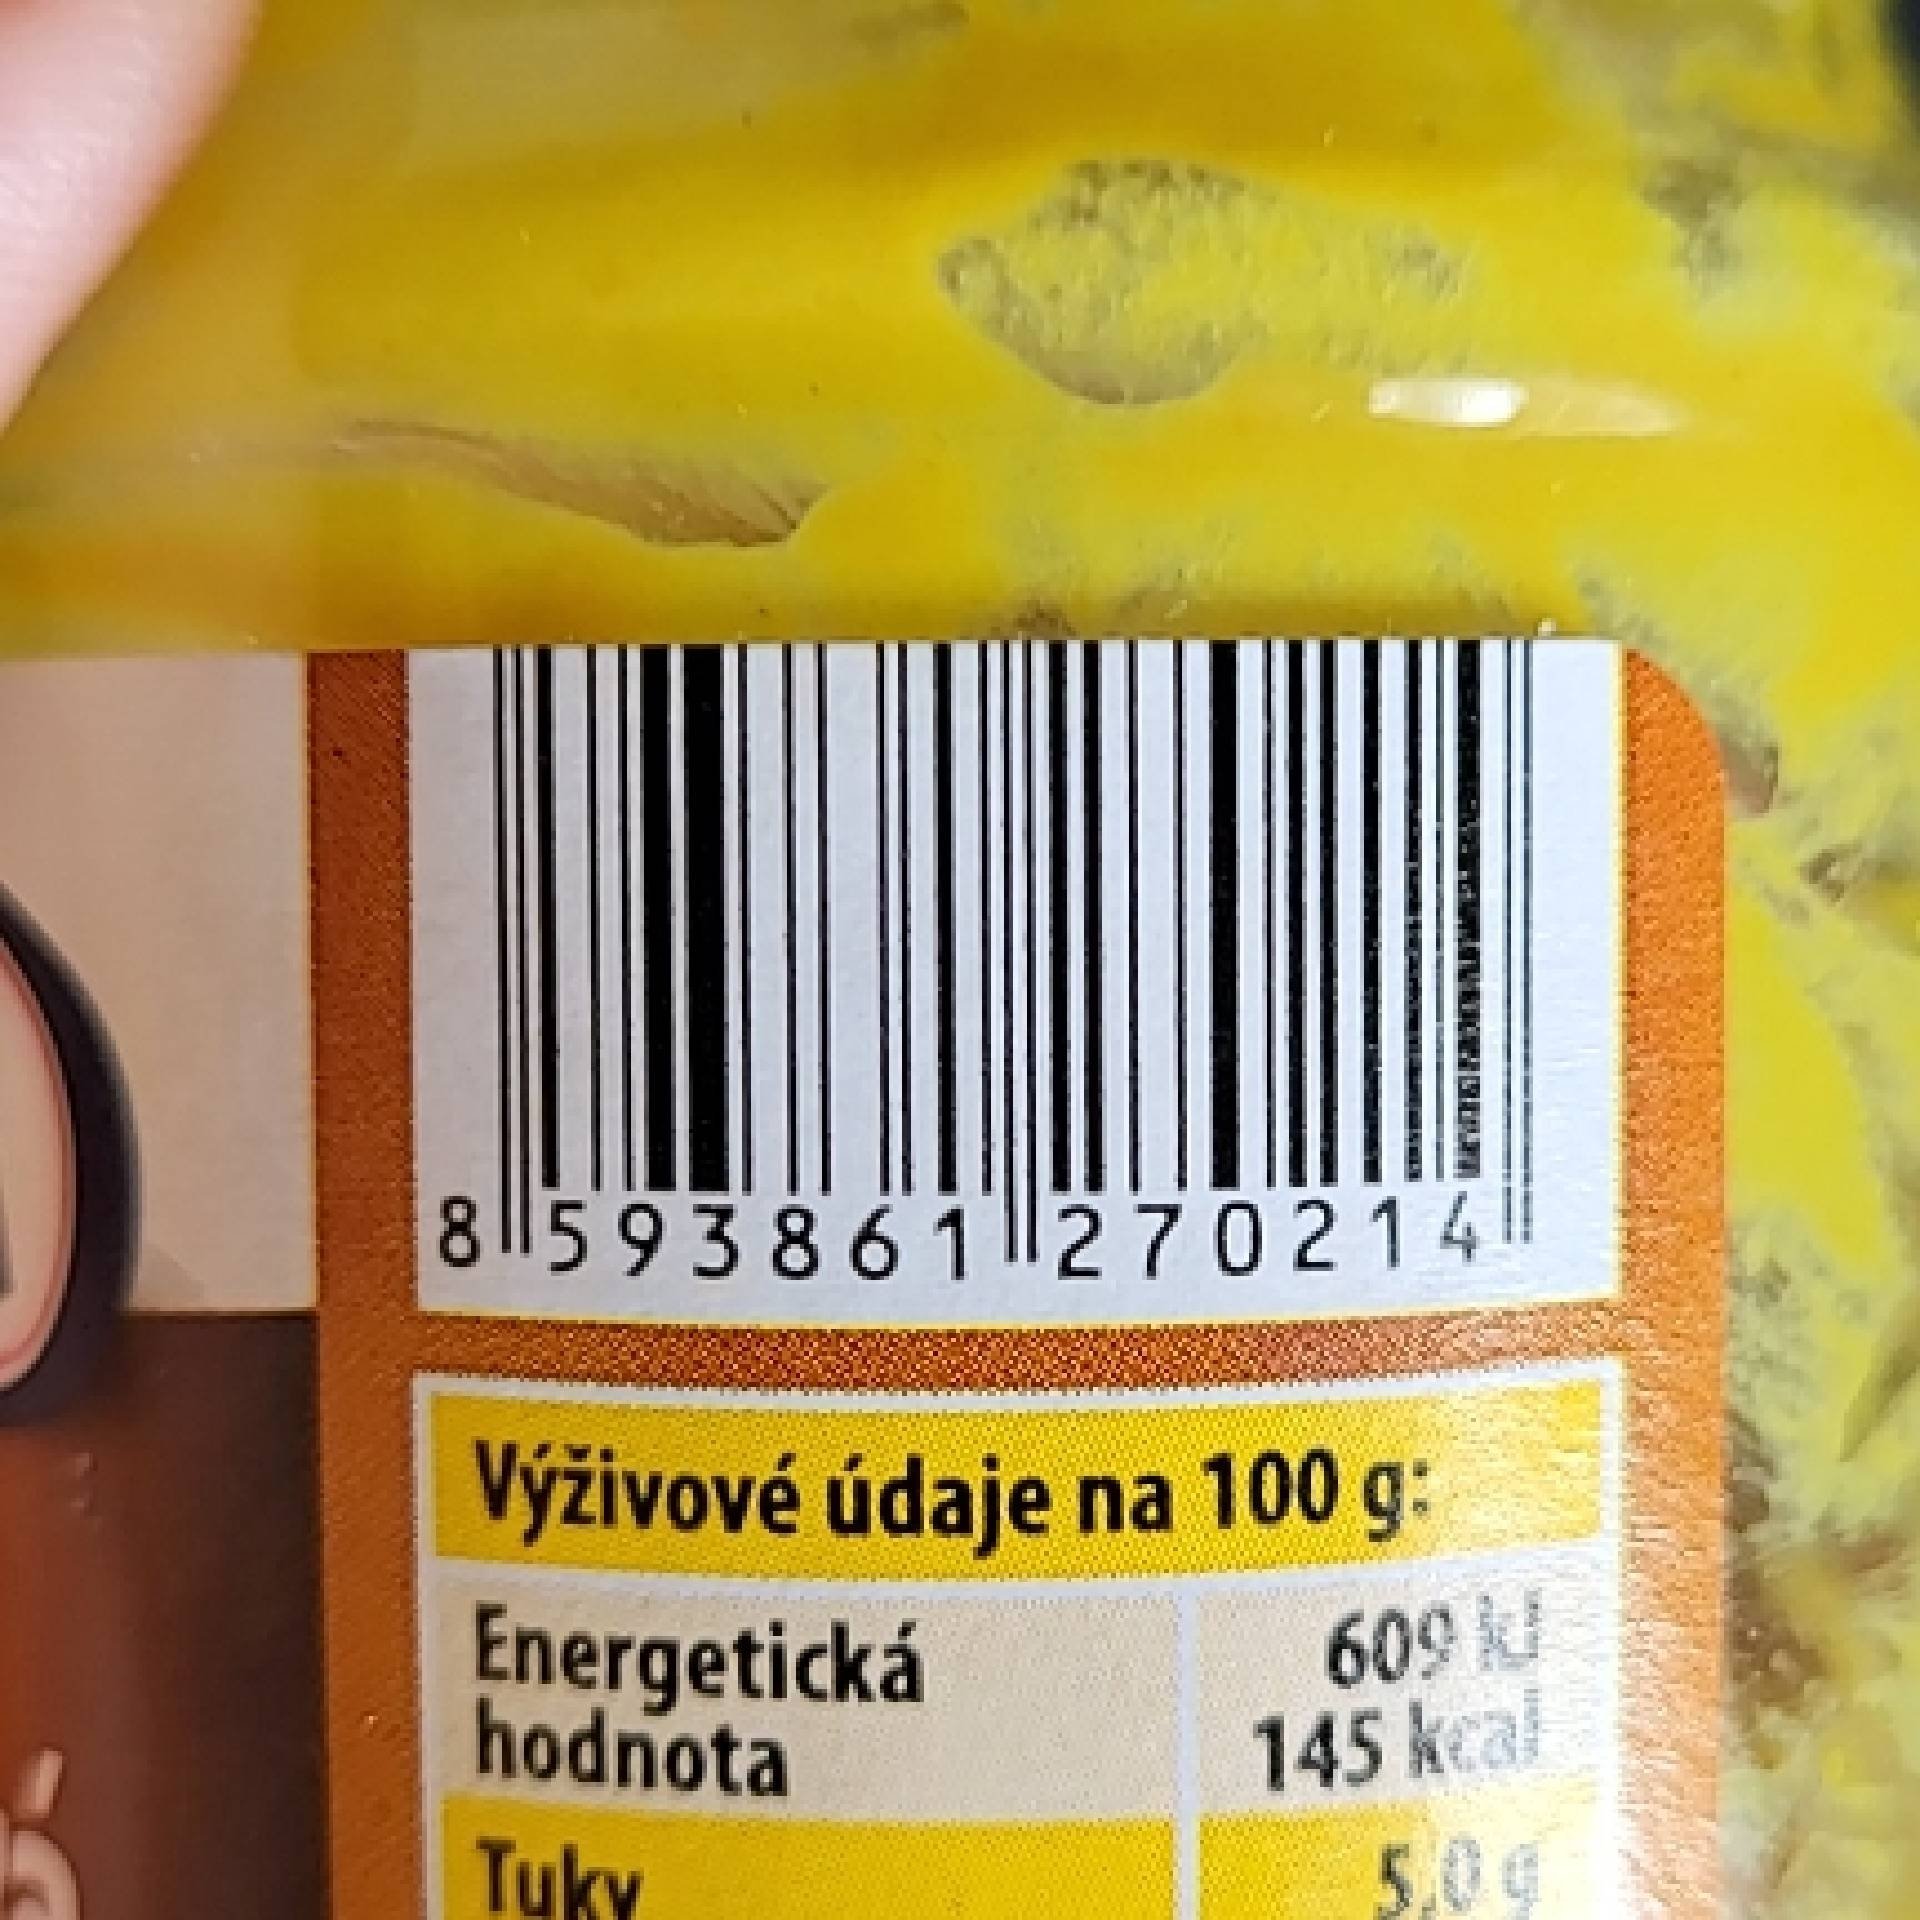 8 593861 270214
Výživové údaje na 100 g:
Energetická 609 kJ
hodnota 145 kcal
Tuky 5,0 g